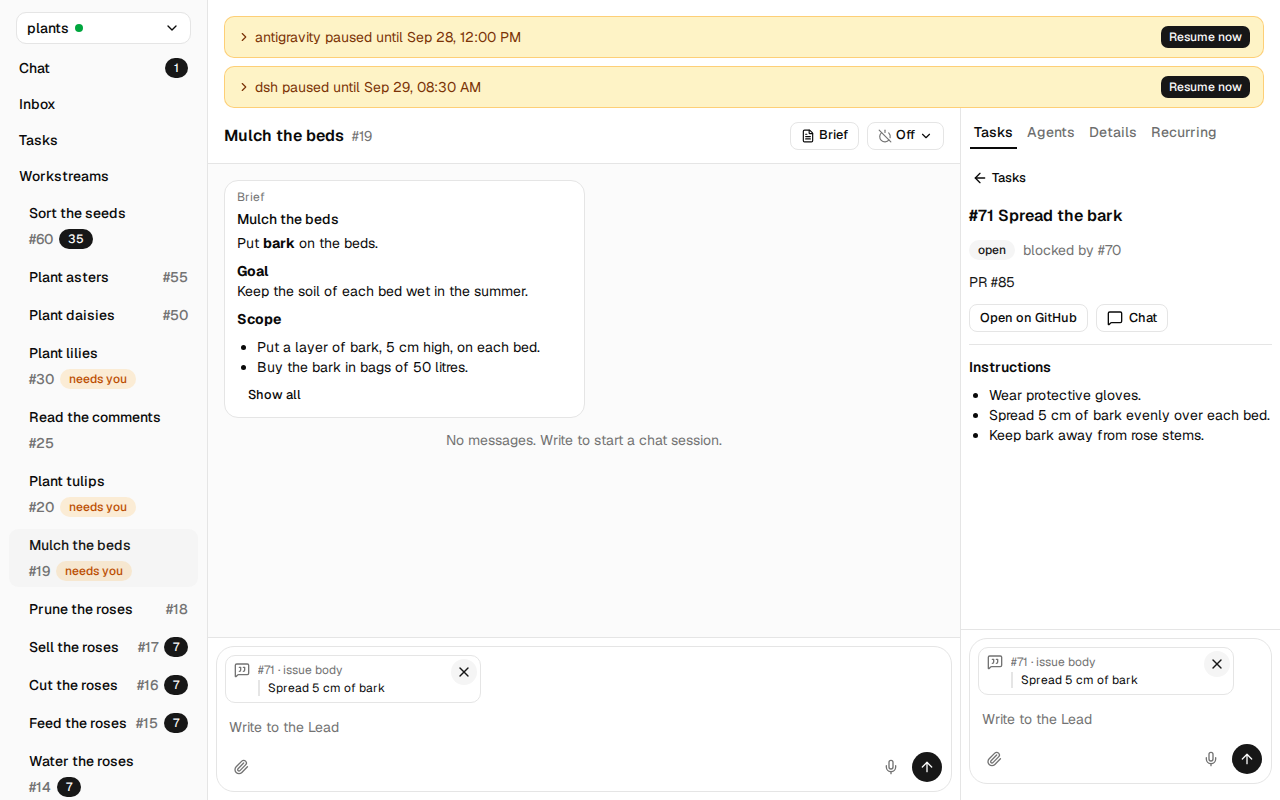 plants
Chat 1
Inbox
Tasks
Workstreams
Sort the seeds
#60 35
Plant asters #55
Plant daisies #50
Plant lilies
#30 needs you
Read the comments
#25
Plant tulips
#20 needs you
Mulch the beds
#19 needs you
Prune the roses #18
Sell the roses #17 7
Cut the roses #16 7
Feed the roses #15 7
Water the roses
#14 7
antigravity paused until Sep 28, 12:00 PM Resume now
dsh paused until Sep 29, 08:30 AM Resume now
Mulch the beds #19 Brief Off
Brief
Mulch the beds
Put bark on the beds.
Goal
Keep the soil of each bed wet in the summer.
Scope
• Put a layer of bark, 5 cm high, on each bed.
• Buy the bark in bags of 50 litres.
Show all
No messages. Write to start a chat session.
#71 · issue body
Spread 5 cm of bark
Write to the Lead
Tasks Agents Details Recurring
Tasks
#71 Spread the bark
open blocked by #70
PR #85
Open on GitHub Chat
Instructions
• Wear protective gloves.
• Spread 5 cm of bark evenly over each bed.
• Keep bark away from rose stems.
#71 · issue body
Spread 5 cm of bark
Write to the Lead